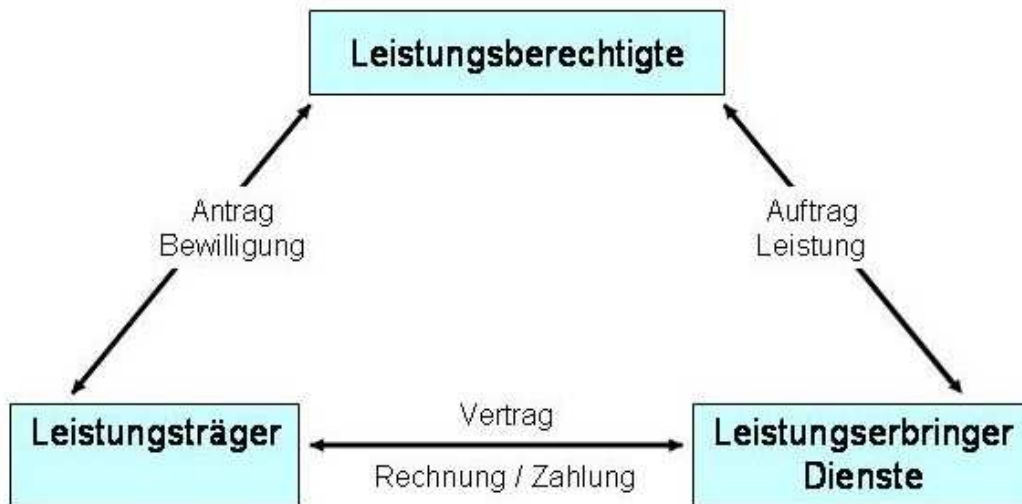 Leistungsberechtigte
Antrag
Bewilligung
Auftrag
Leistung
Leistungsträger
Vertrag
Rechnung / Zahlung
Leistungserbringer
Dienste